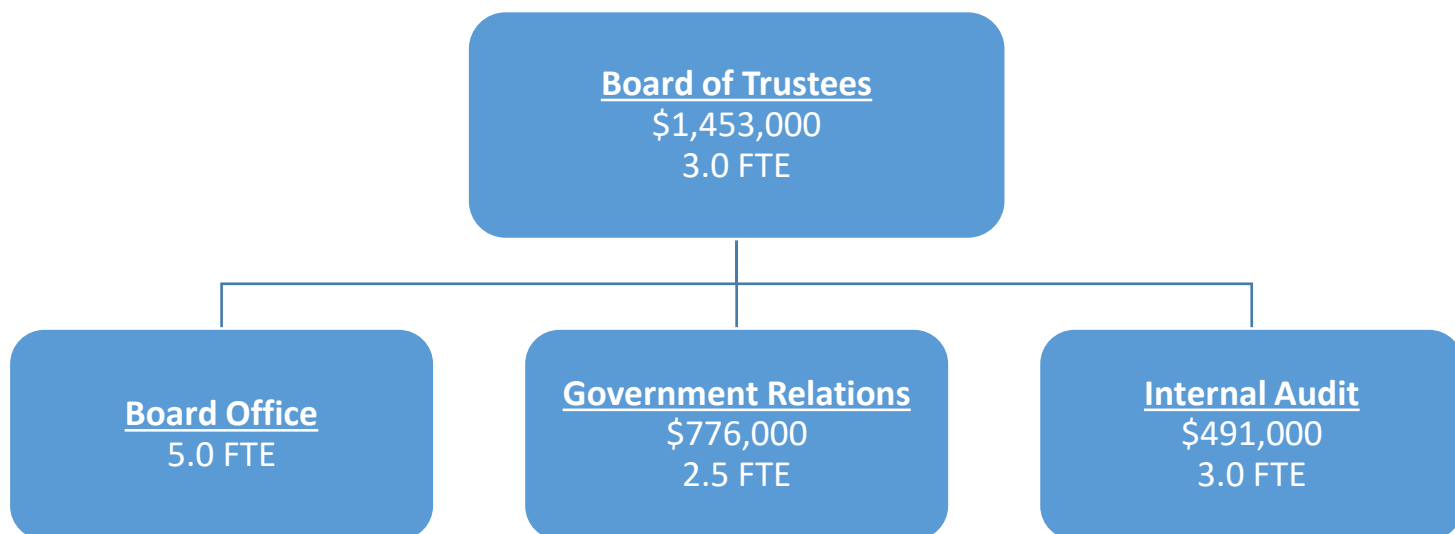 Board of Trustees
$1,453,000
3.0 FTE
Board Office
5.0 FTE
Government Relations
$776,000
2.5 FTE
Internal Audit
$491,000
3.0 FTE